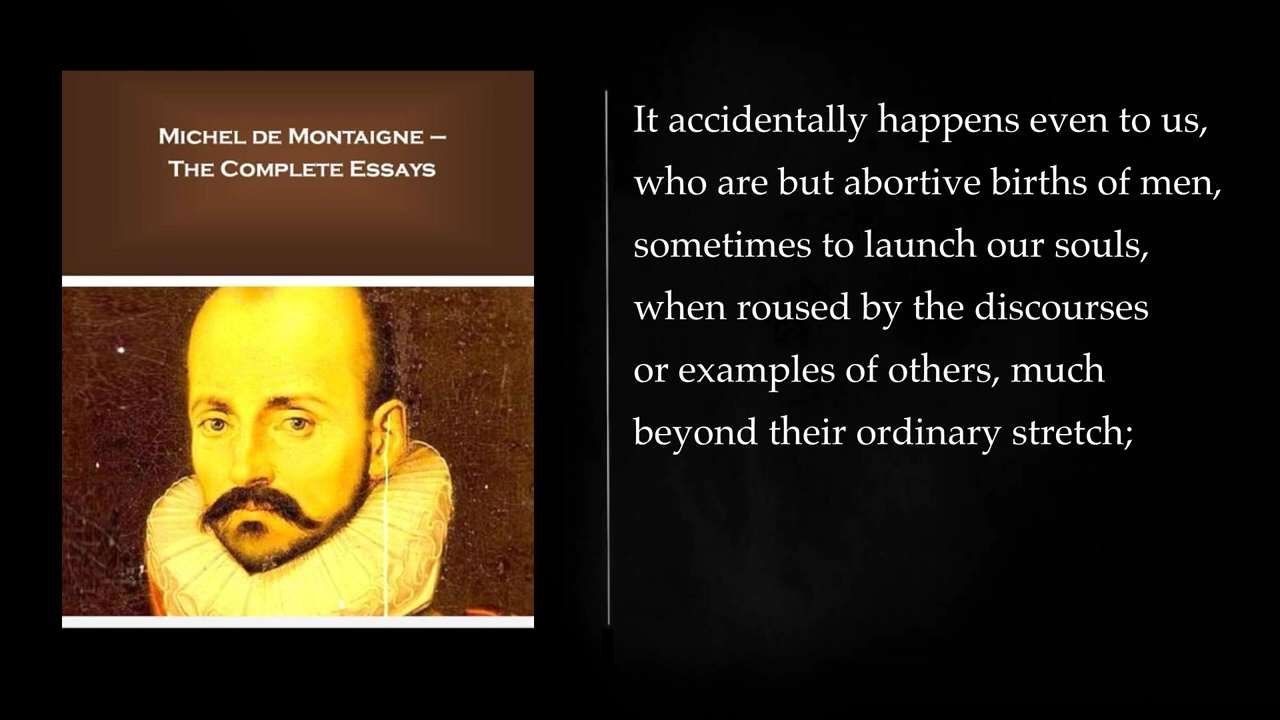 MICHEL DE MONTAIGNE –
THE COMPLETE ESSAYS
It accidentally happens even to us,
who are but abortive births of men,
sometimes to launch our souls,
when roused by the discourses
or examples of others, much
beyond their ordinary stretch;